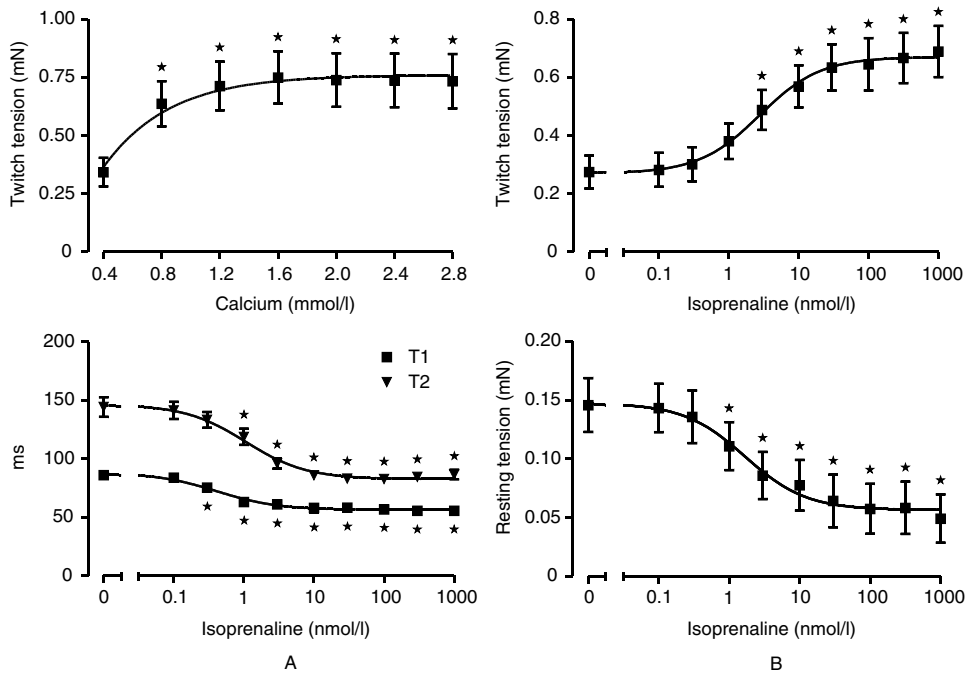 1.00
0.75
0.50
0.25
0
Twitch tension (mN)
0.4 0.8 1.2 1.6 2.0 2.4 2.8
Calcium (mmol/l)
0.8
0.6
0.4
0.2
0
Twitch tension (mN)
0 0.1 1 10 100 1000
Isoprenaline (nmol/l)
200
150
100
50
0
ms
T1
T2
0 0.1 1 10 100 1000
Isoprenaline (nmol/l)
A
0.20
0.15
0.10
0.05
0
Resting tension (mN)
0 0.1 1 10 100 1000
Isoprenaline (nmol/l)
B